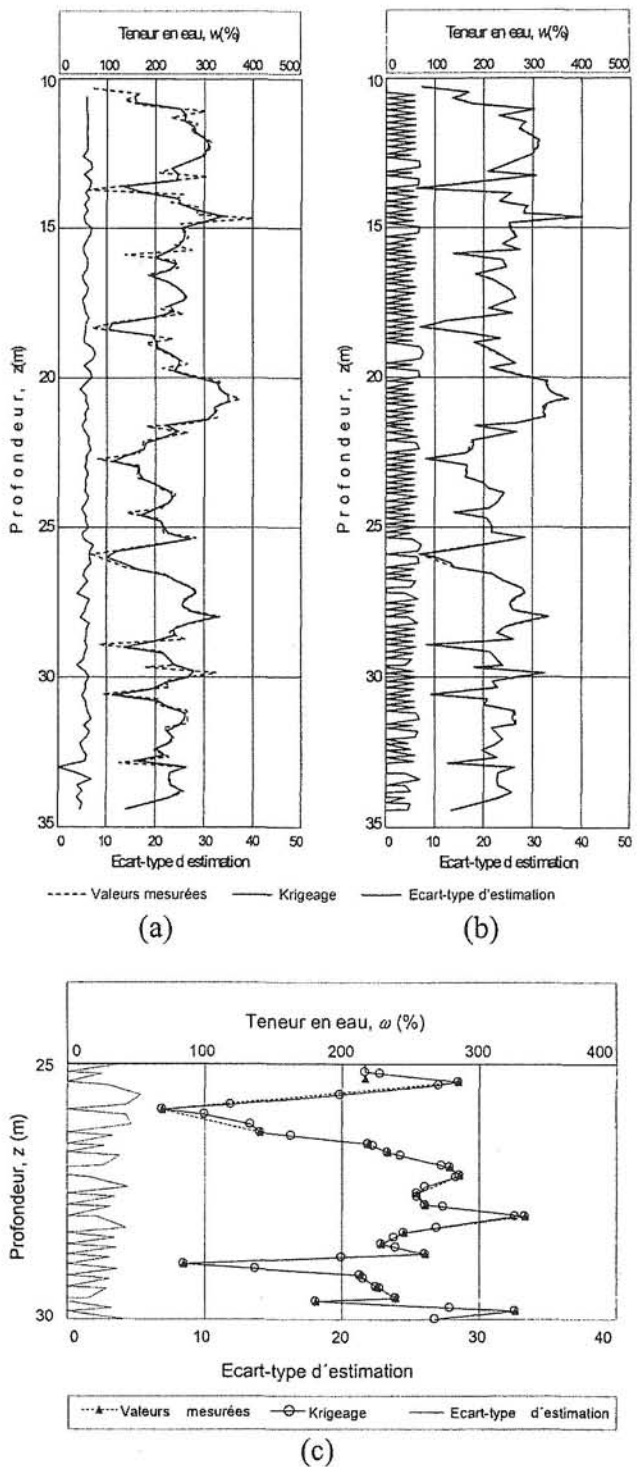 Teneur en eau, w(%)
0 100 200 300 400 500
10
15
20
25
30
35
Profondeur, z(m)
0 10 20 30 40 50
Ecart-type d estimation
Teneur en eau, w(%)
0 100 200 300 400 500
10
15
20
25
30
35
Profondeur, z(m)
0 10 20 30 40 50
Ecart-type d estimation
Valeurs mesurées Krigeage Ecart-type d'estimation
(a) (b)
Teneur en eau, ω (%)
0 100 200 300 400
25
Profondeur, z (m)
30
0 10 20 30 40
Ecart-type d´estimation
Valeurs mesurées Krigeage Ecart-type d´estimation
(c)